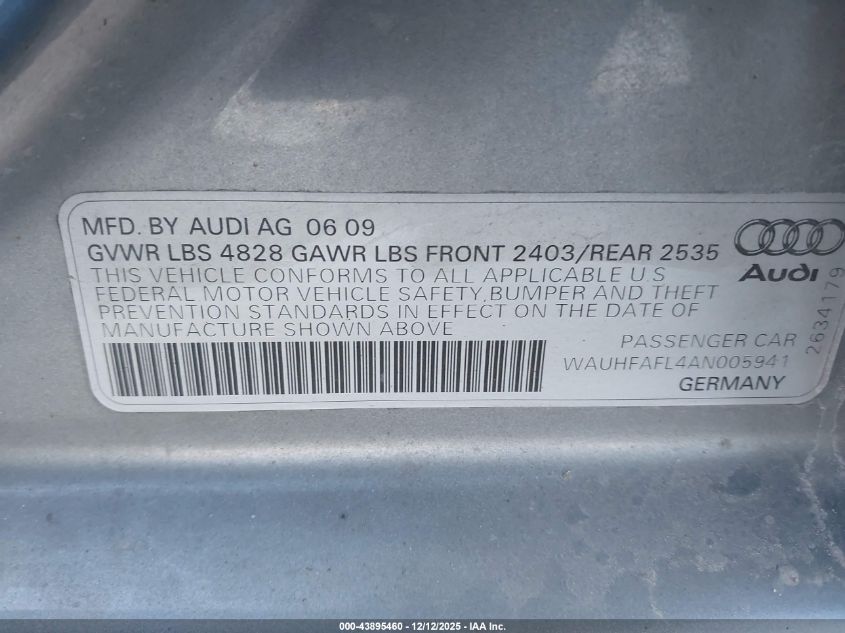 MFD. BY AUDI AG 06 09
GVWR LBS 4828 GAWR LBS FRONT 2403/REAR 2535
THIS VEHICLE CONFORMS TO ALL APPLICABLE U S
FEDERAL MOTOR VEHICLE SAFETY,BUMPER AND THEFT
PREVENTION STANDARDS IN EFFECT ON THE DATE OF
MANUFACTURE SHOWN ABOVE
Audi
PASSENGER CAR
WAUHFAFL4AN005941
GERMANY
2634179
000-43895460 - 12/12/2025 - IAA Inc.